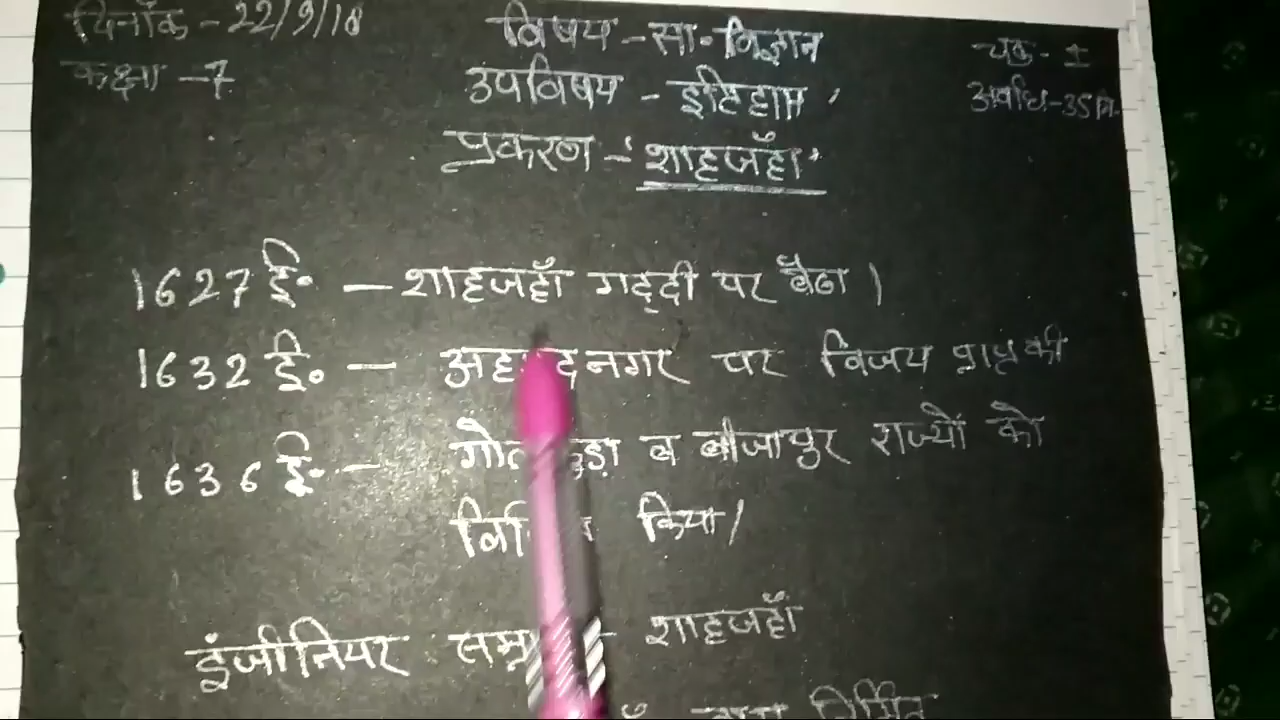 दिनाँक - 22/9/18
कक्षा - 7
विषय - सा॰ विज्ञान
उपविषय - इतिहास
प्रकरण - 'शाहजहाँ'
चक्र - I
अवधि - 35 मि.
1627 ई॰ — शाहजहाँ गद्दी पर बैठा।
1632 ई॰ — नगर पर विजय प्राप्त की
1636 ई॰ — व बीजापुर राज्यों को
किया।
इंजीनियर शाहजहाँ
निर्मित